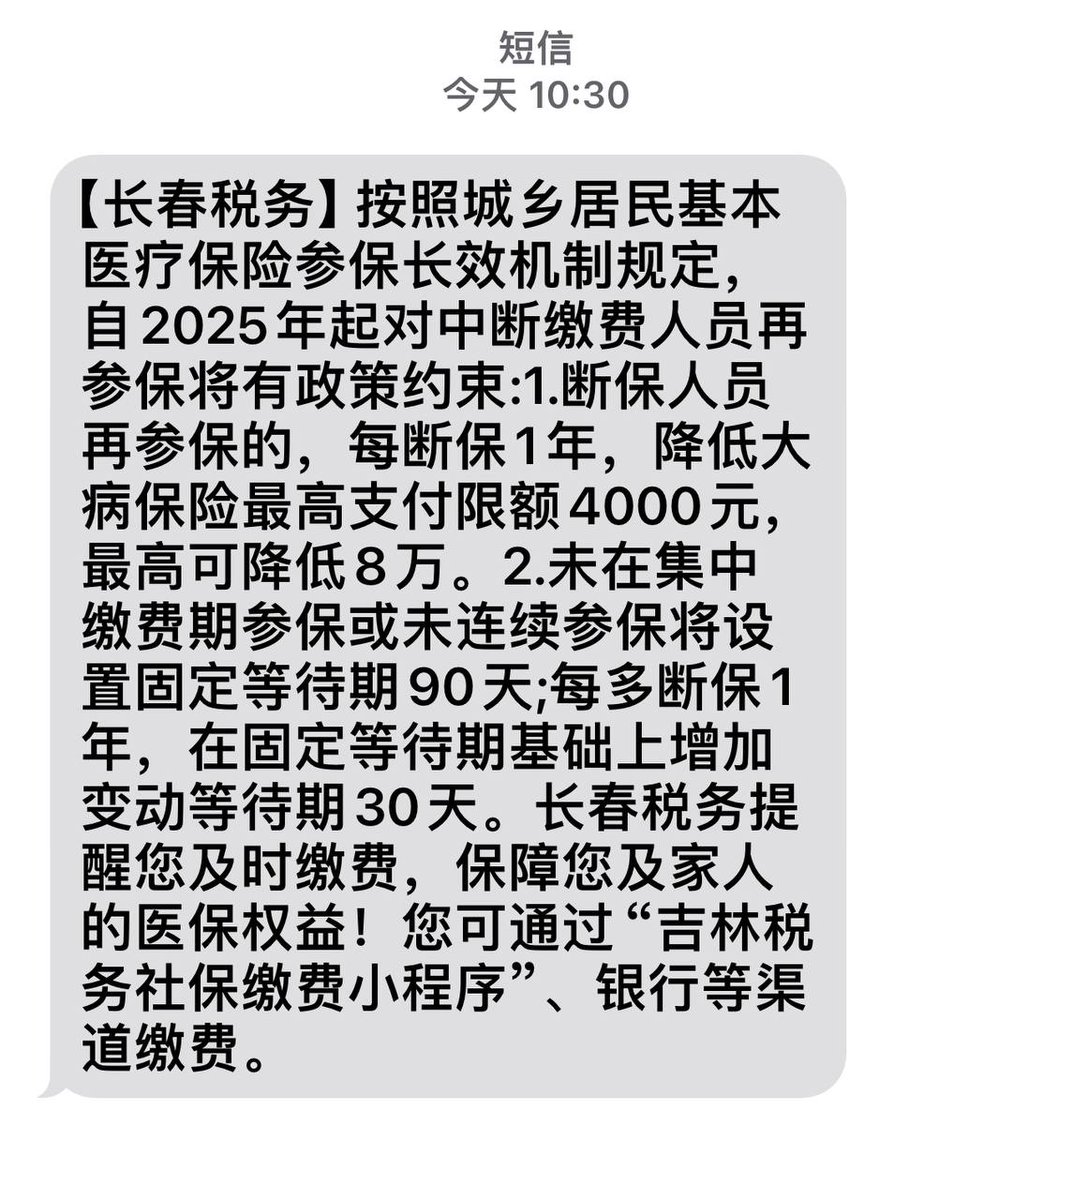 短信
今天 10:30
【长春税务】按照城乡居民基本
医疗保险参保长效机制规定，
自2025年起对中断缴费人员再
参保将有政策约束:1.断保人员
再参保的，每断保1年，降低大
病保险最高支付限额4000元，
最高可降低8万。2.未在集中
缴费期参保或未连续参保将设
置固定等待期90天;每多断保1
年，在固定等待期基础上增加
变动等待期30天。长春税务提
醒您及时缴费，保障您及家人
的医保权益！您可通过“吉林税
务社保缴费小程序”、银行等渠
道缴费。